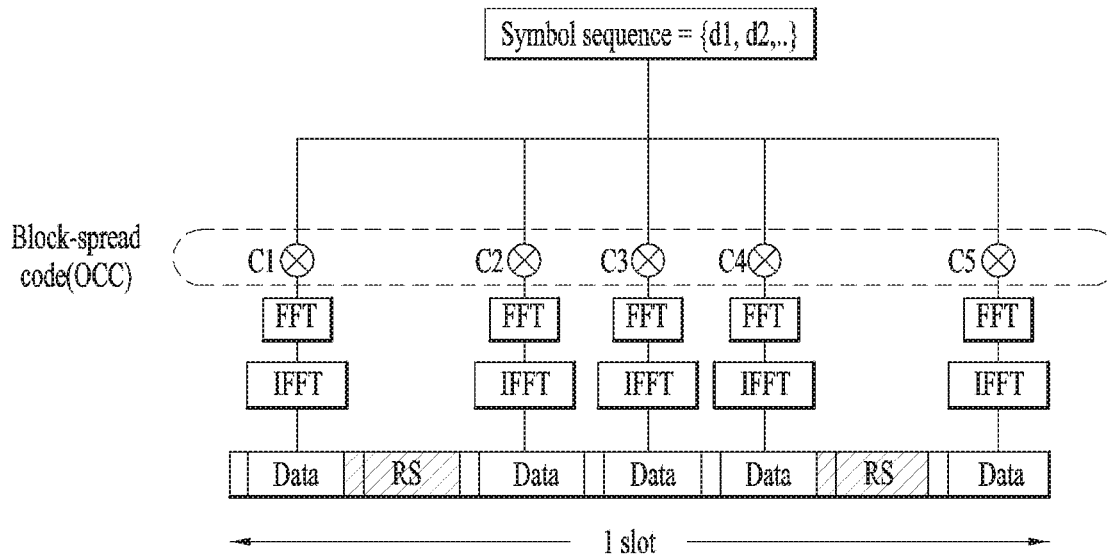 Symbol sequence = {d1, d2,..}
Block-spread
code(OCC)
C1
C2
C3
C4
C5
FFT
FFT
FFT
FFT
FFT
IFFT
IFFT
IFFT
IFFT
IFFT
Data
RS
Data
Data
Data
RS
Data
1 slot